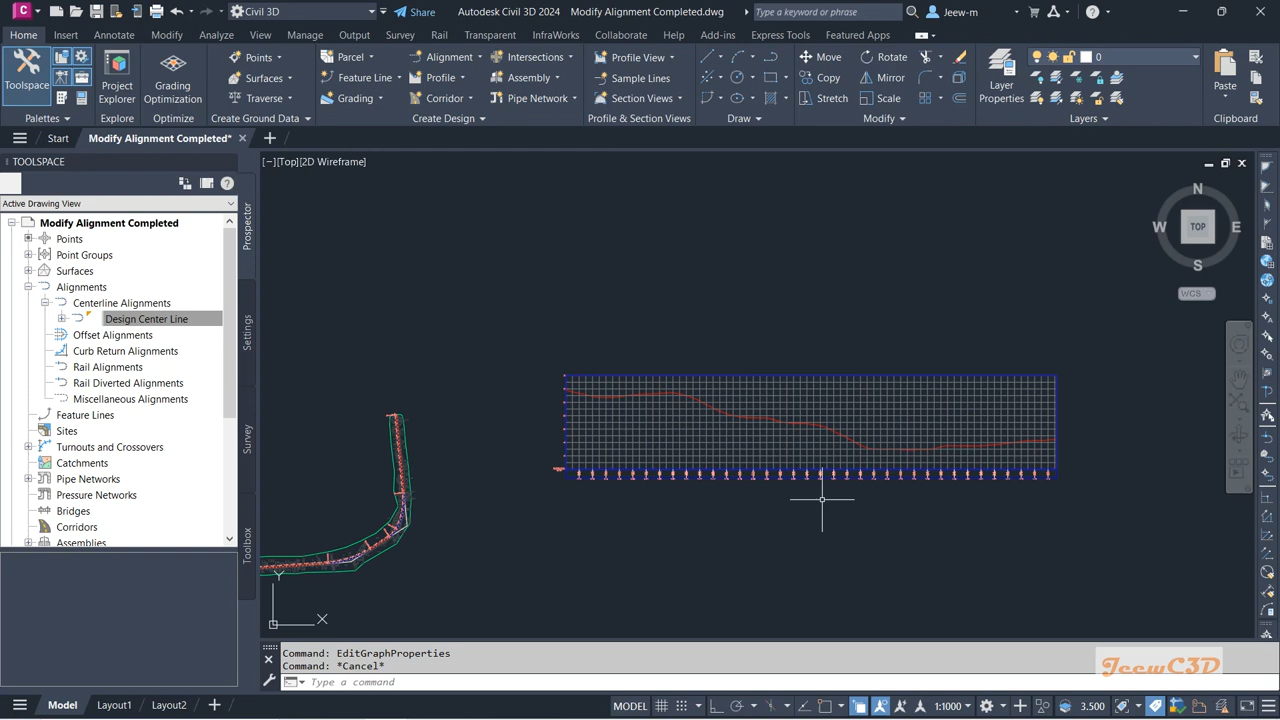 Civil 3D
Share
Autodesk Civil 3D 2024
Modify Alignment Completed.dwg
Type a keyword or phrase
Jeew-m
Home Insert Annotate Modify Analyze View Manage Output Survey Rail Transparent InfraWorks Collaborate Help Add-ins Express Tools Featured Apps
Points Parcel Alignment Intersections Profile View Move Rotate 0
Toolspace Project Explorer Grading Optimization Surfaces Feature Line Profile Assembly Sample Lines Copy Mirror Layer Properties Paste
Traverse Grading Corridor Pipe Network Section Views Stretch Scale
Palettes Explore Optimize Create Ground Data Create Design Profile & Section Views Draw Modify Layers Clipboard
Start Modify Alignment Completed*
TOOLSPACE
[−][Top][2D Wireframe]
Active Drawing View
Modify Alignment Completed
Points
Point Groups
Surfaces
Alignments
Centerline Alignments
Design Center Line
Offset Alignments
Curb Return Alignments
Rail Alignments
Rail Diverted Alignments
Miscellaneous Alignments
Feature Lines
Sites
Turnouts and Crossovers
Catchments
Pipe Networks
Pressure Networks
Bridges
Corridors
Assemblies
Prospector
Settings
Survey
Toolbox
N
W TOP E
S
WCS
Y
X
Command: EditGraphProperties
Command: *Cancel*
Type a command
JeewC3D
Model Layout1 Layout2
MODEL 1:1000 3.500